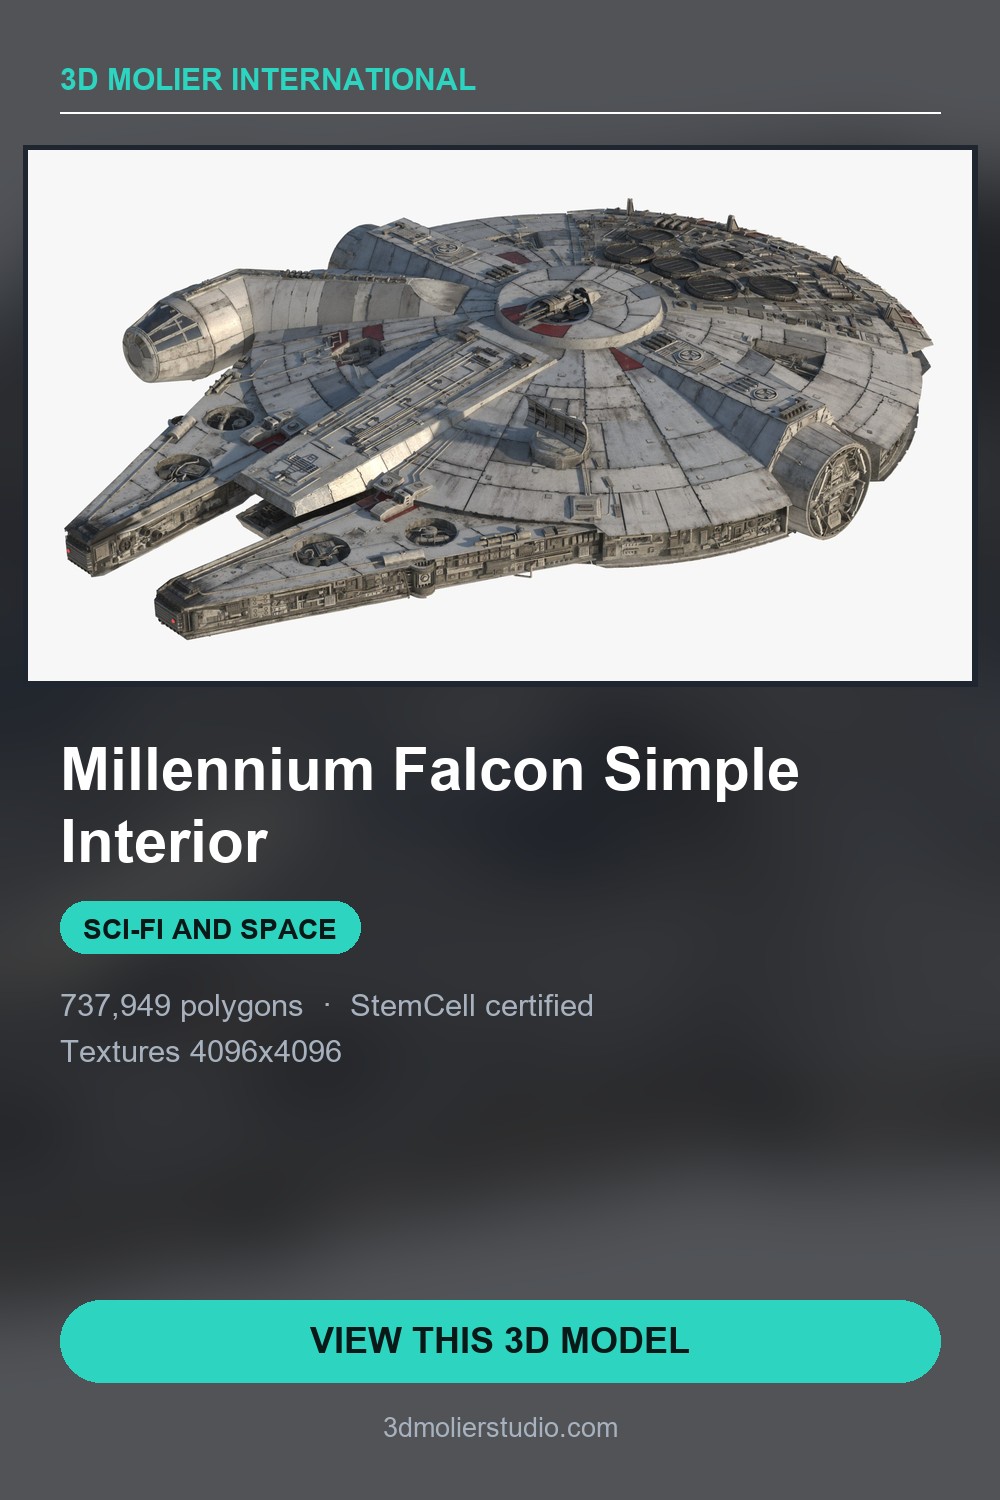 3D MOLIER INTERNATIONAL
Millennium Falcon Simple
Interior
SCI-FI AND SPACE
737,949 polygons · StemCell certified
Textures 4096x4096
VIEW THIS 3D MODEL
3dmolierstudio.com